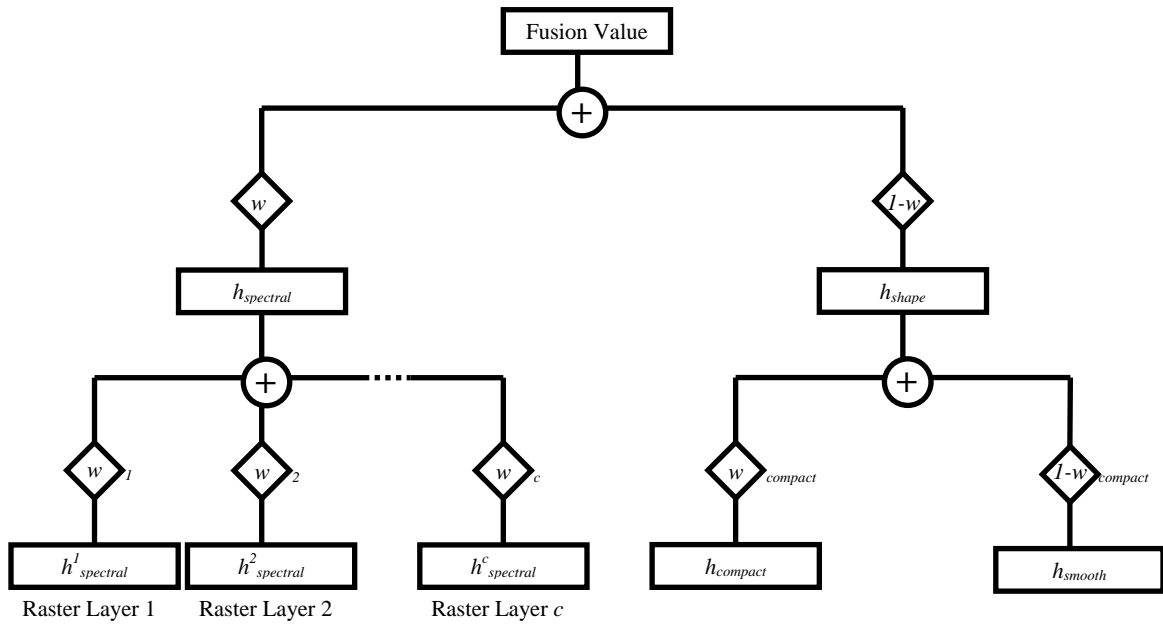 Fusion Value
+
w
1-w
h_spectral
h_shape
+
+
w_1
w_2
w_c
w_compact
1-w_compact
h^1_spectral
h^2_spectral
h^c_spectral
h_compact
h_smooth
Raster Layer 1
Raster Layer 2
Raster Layer c